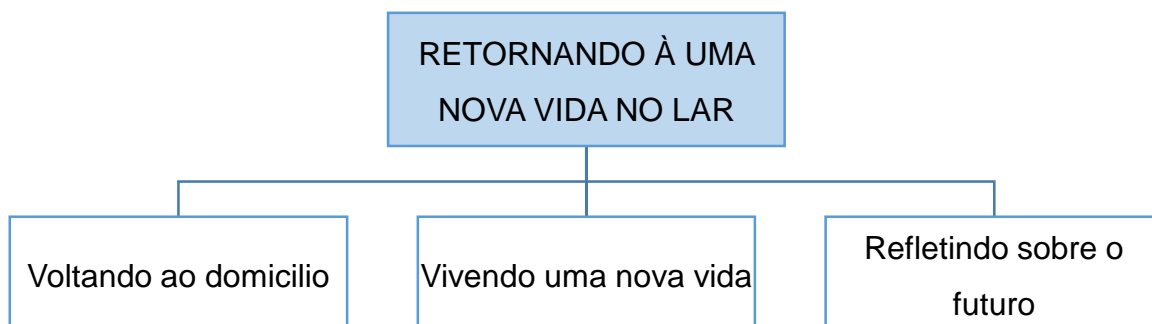 RETORNANDO À UMA
NOVA VIDA NO LAR
Voltando ao domicilio
Vivendo uma nova vida
Refletindo sobre o
futuro